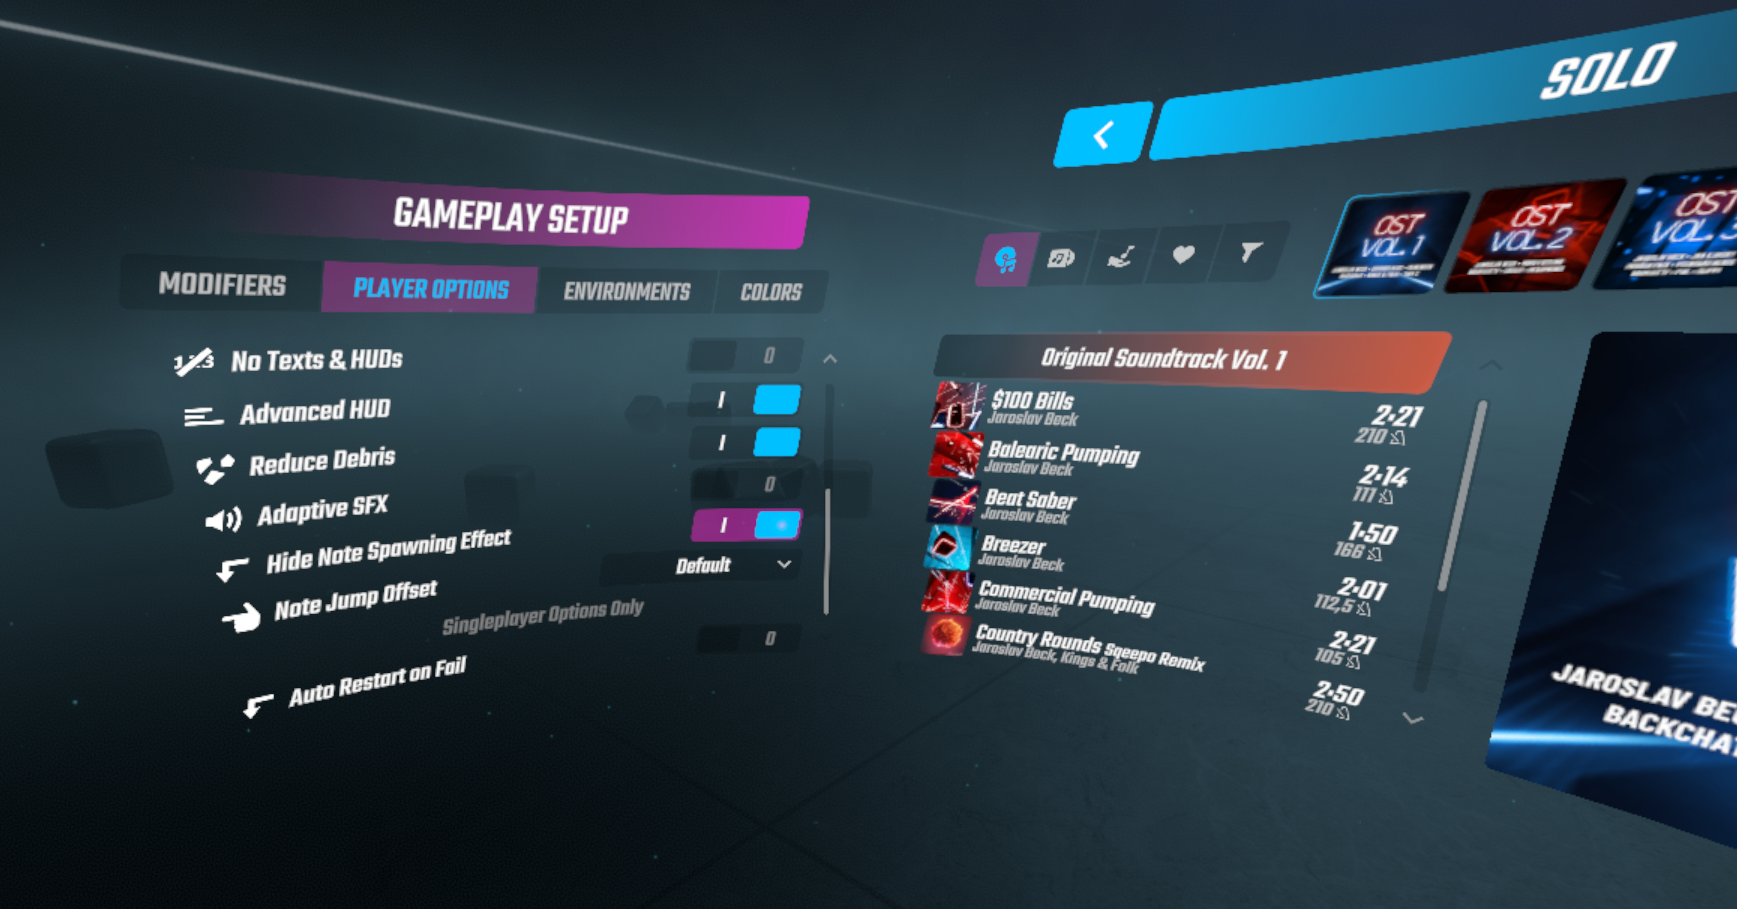 SOLO
GAMEPLAY SETUP
MODIFIERS
PLAYER OPTIONS
ENVIRONMENTS
COLORS
No Texts & HUDs
0
Advanced HUD
I
Reduce Debris
I
Adaptive SFX
0
Hide Note Spawning Effect
I
Note Jump Offset
Default
Singleplayer Options Only
Auto Restart on Fail
0
OST
VOL. 1
OST
VOL. 2
OST
VOL. 3
Original Soundtrack Vol. 1
$100 Bills
Jaroslav Beck
2:21
210
Balearic Pumping
Jaroslav Beck
2:14
111
Beat Saber
Jaroslav Beck
1:50
166
Breezer
Jaroslav Beck
2:01
112,5
Commercial Pumping
Jaroslav Beck
2:21
105
Country Rounds Sqeepo Remix
Jaroslav Beck, Kings & Folk
2:50
210
JAROSLAV BE
BACKCHA